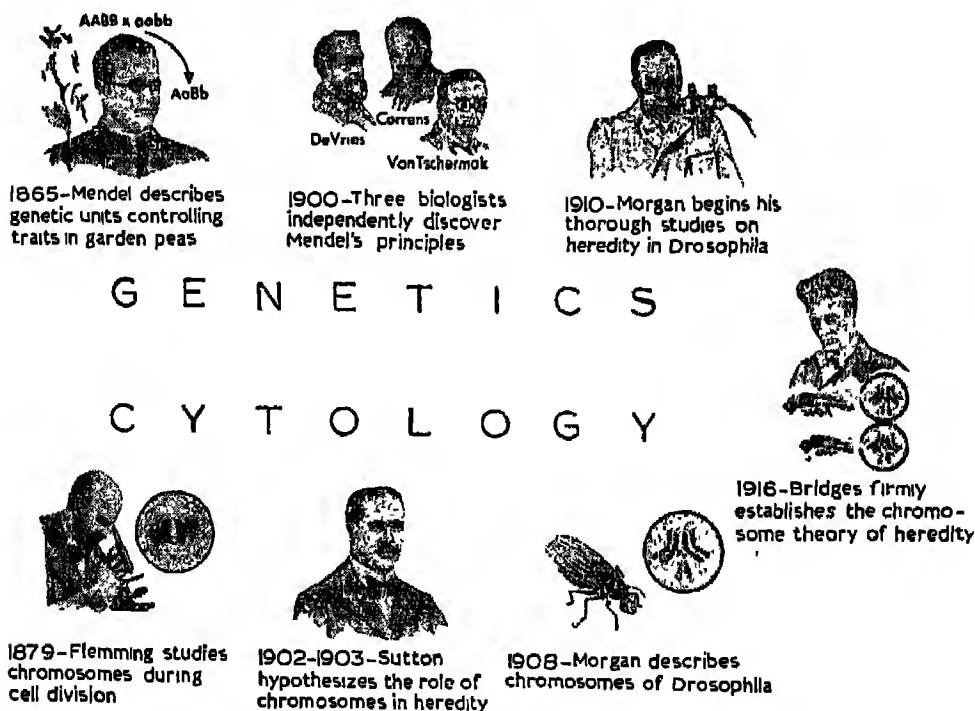 AABB x aabb
AaBb
1865-Mendel describes
genetic units controlling
traits in garden peas
DeVries
Correns
VonTschermak
1900-Three biologists
independently discover
Mendel's principles
1910-Morgan begins his
thorough studies on
heredity in Drosophila
GENETICS
CYTOLOGY
1916-Bridges firmly
establishes the chromo-
some theory of heredity
1879-Flemming studies
chromosomes during
cell division
1902-1903-Sutton
hypothesizes the role of
chromosomes in heredity
1908-Morgan describes
chromosomes of Drosophila